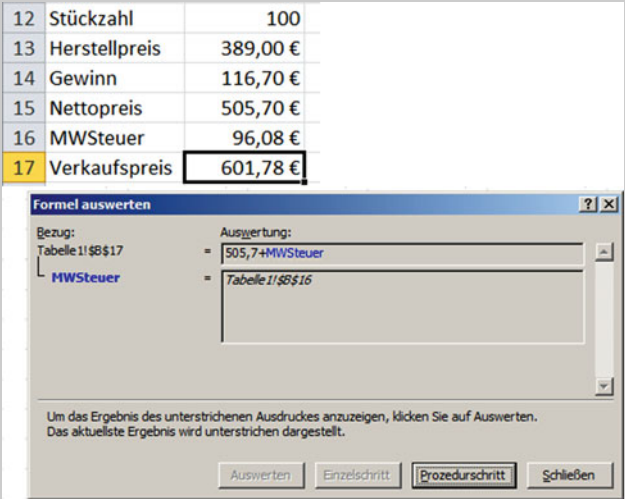 12 Stückzahl 100
13 Herstellpreis 389,00 €
14 Gewinn 116,70 €
15 Nettopreis 505,70 €
16 MWSteuer 96,08 €
17 Verkaufspreis 601,78 €
Formel auswerten
Bezug: Auswertung:
Tabelle1!$B$17 = 505,7+MWSteuer
MWSteuer = Tabelle1!$B$16
Um das Ergebnis des unterstrichenen Ausdruckes anzuzeigen, klicken Sie auf Auswerten.
Das aktuellste Ergebnis wird unterstrichen dargestellt.
Auswerten Einzelschritt Prozedurschritt Schließen